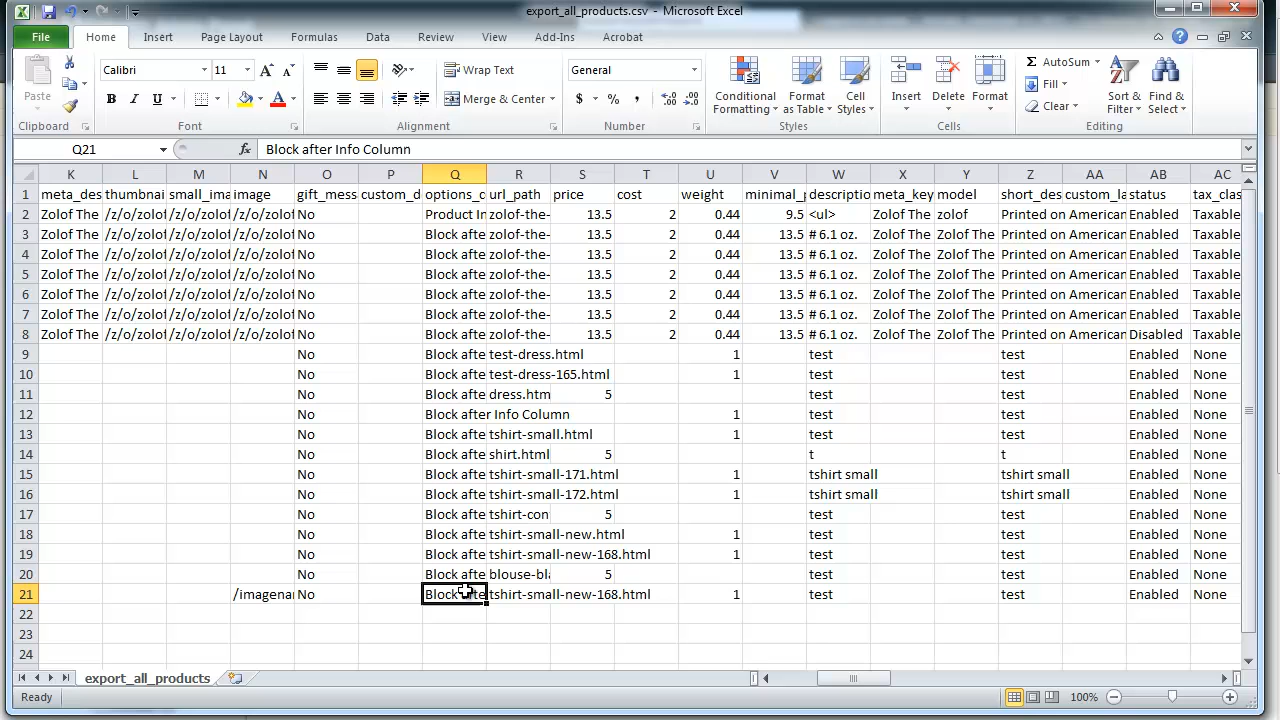 export_all_products.csv – Microsoft Excel
File Home Insert Page Layout Formulas Data Review View Add-Ins Acrobat
Paste Calibri 11 Wrap Text General Conditional Formatting Format as Table Cell Styles Insert Delete Format AutoSum Fill Clear Sort & Filter Find & Select
B I U Merge & Center $ % ,
Clipboard Font Alignment Number Styles Cells Editing
Q21 fx Block after Info Column
K L M N O P Q R S T U V W X Y Z AA AB AC
1 meta_des thumbnai small_ima image gift_mess custom_d options_c url_path price cost weight minimal_p descriptio meta_key model short_des custom_la status tax_clas
2 Zolof The /z/o/zolof /z/o/zolof /z/o/zolof No Product In zolof-the- 13.5 2 0.44 9.5 <ul> Zolof The zolof Printed on American Enabled Taxable
3 Zolof The /z/o/zolof /z/o/zolof /z/o/zolof No Block afte zolof-the- 13.5 2 0.44 13.5 # 6.1 oz. Zolof The Zolof The Printed on American Enabled Taxable
4 Zolof The /z/o/zolof /z/o/zolof /z/o/zolof No Block afte zolof-the- 13.5 2 0.44 13.5 # 6.1 oz. Zolof The Zolof The Printed on American Enabled Taxable
5 Zolof The /z/o/zolof /z/o/zolof /z/o/zolof No Block afte zolof-the- 13.5 2 0.44 13.5 # 6.1 oz. Zolof The Zolof The Printed on American Enabled Taxable
6 Zolof The /z/o/zolof /z/o/zolof /z/o/zolof No Block afte zolof-the- 13.5 2 0.44 13.5 # 6.1 oz. Zolof The Zolof The Printed on American Enabled Taxable
7 Zolof The /z/o/zolof /z/o/zolof /z/o/zolof No Block afte zolof-the- 13.5 2 0.44 13.5 # 6.1 oz. Zolof The Zolof The Printed on American Enabled Taxable
8 Zolof The /z/o/zolof /z/o/zolof /z/o/zolof No Block afte zolof-the- 13.5 2 0.44 13.5 # 6.1 oz. Zolof The Zolof The Printed on American Disabled Taxable
9 No Block afte test-dress.html 1 test test Enabled None
10 No Block afte test-dress-165.html 1 test test Enabled None
11 No Block afte dress.htm 5 test test Enabled None
12 No Block after Info Column 1 test test Enabled None
13 No Block afte tshirt-small.html 1 test test Enabled None
14 No Block afte shirt.html 5 t t Enabled None
15 No Block afte tshirt-small-171.html 1 tshirt small tshirt small Enabled None
16 No Block afte tshirt-small-172.html 1 tshirt small tshirt small Enabled None
17 No Block afte tshirt-con 5 test test Enabled None
18 No Block afte tshirt-small-new.html 1 test test Enabled None
19 No Block afte tshirt-small-new-168.html 1 test test Enabled None
20 No Block afte blouse-bla 5 test test Enabled None
21 /imagenar No Block afte tshirt-small-new-168.html 1 test test Enabled None
22
23
24
export_all_products
Ready 100%